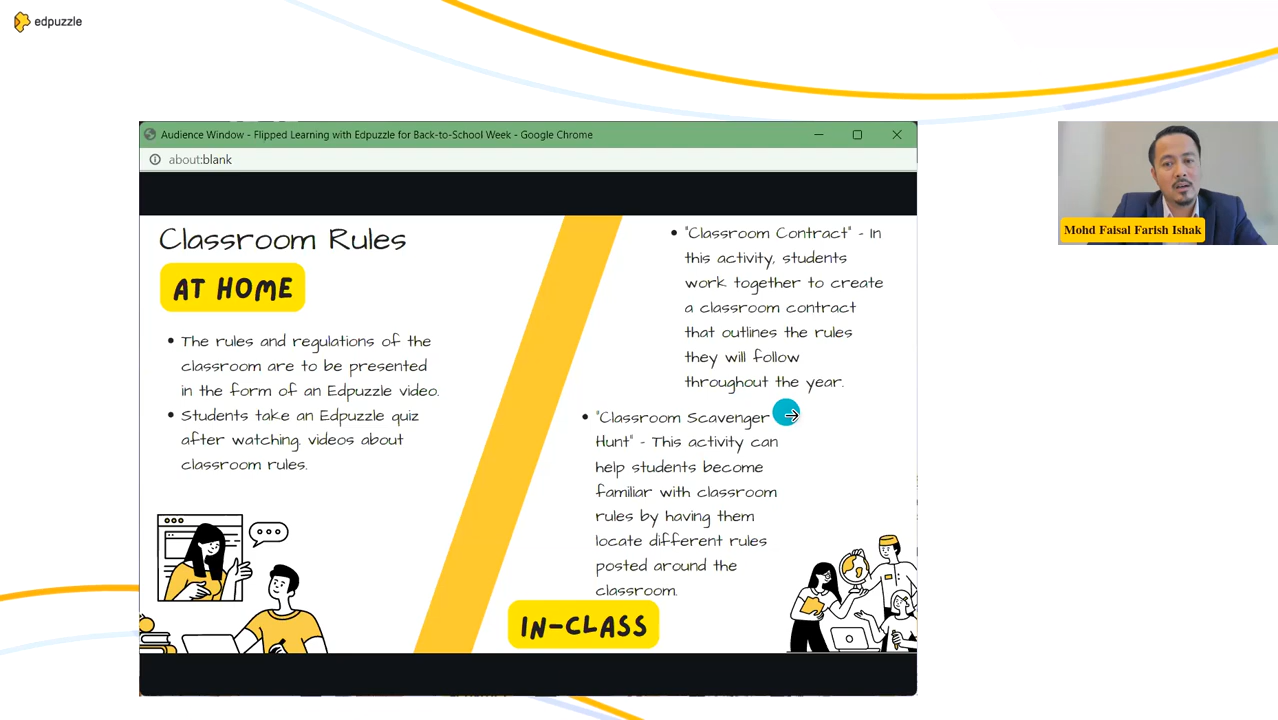 edpuzzle
Audience Window - Flipped Learning with Edpuzzle for Back-to-School Week - Google Chrome
about:blank
Classroom Rules
AT HOME
• The rules and regulations of the
classroom are to be presented
in the form of an Edpuzzle video.
• Students take an Edpuzzle quiz
after watching. videos about
classroom rules.
• "Classroom Contract" - In
this activity, students
work together to create
a classroom contract
that outlines the rules
they will follow
throughout the year.
• "Classroom Scavenger
Hunt" - This activity can
help students become
familiar with classroom
rules by having them
locate different rules
posted around the
classroom.
IN-CLASS
Mohd Faisal Farish Ishak